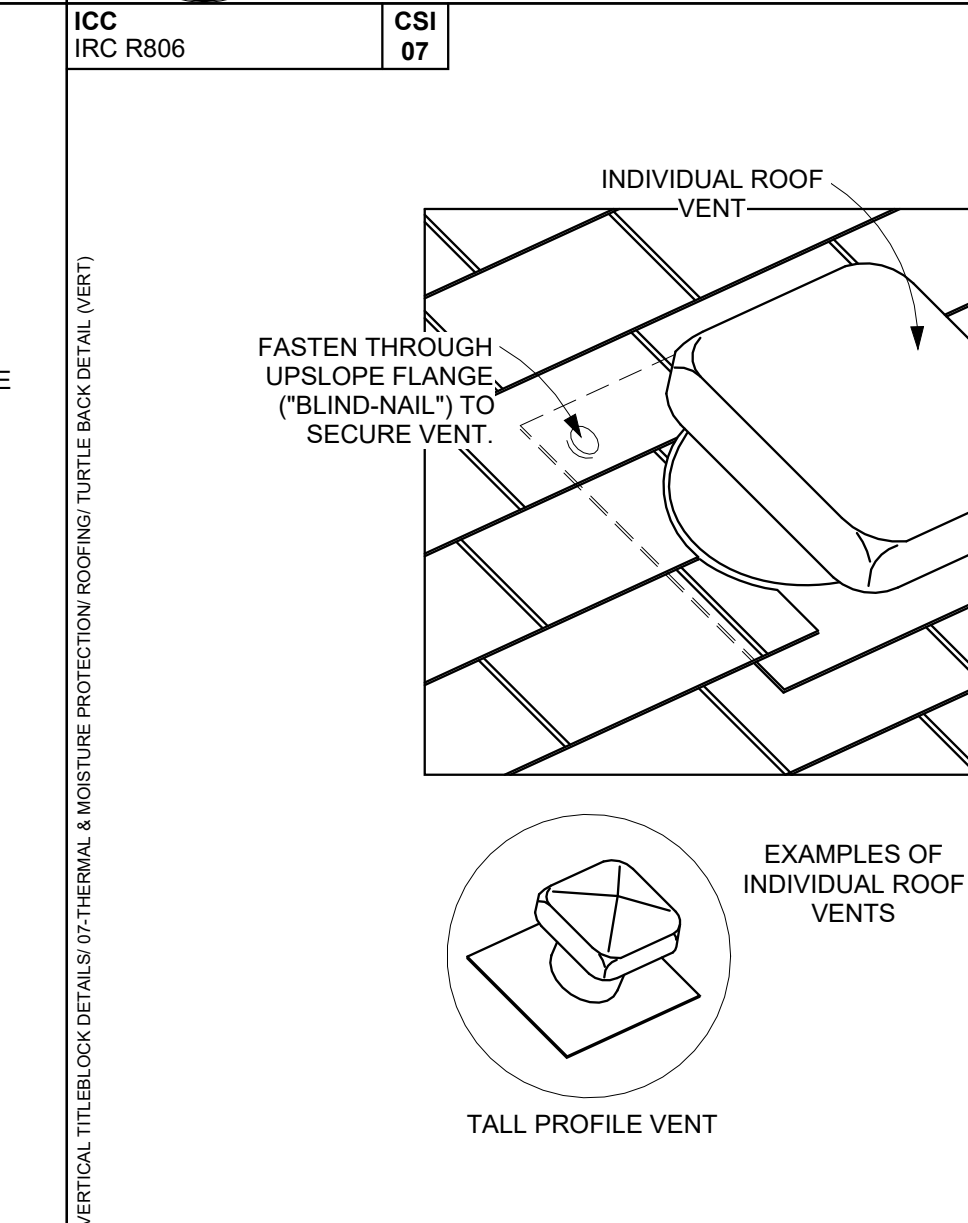 ICC
IRC R806
CSI
07
INDIVIDUAL ROOF
VENT
FASTEN THROUGH
UPSLOPE FLANGE
("BLIND-NAIL") TO
SECURE VENT.
E
VERTICAL TITLEBLOCK DETAILS/ 07-THERMAL & MOISTURE PROTECTION/ ROOFING/ TURTLE BACK DETAIL (VERT)
EXAMPLES OF
INDIVIDUAL ROOF
VENTS
TALL PROFILE VENT